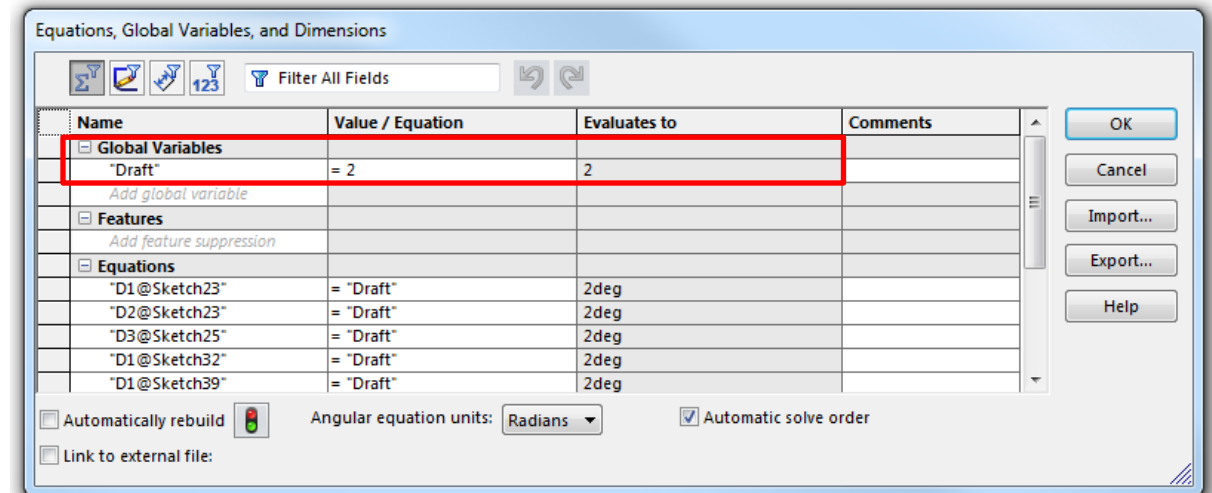 Equations, Global Variables, and Dimensions
Σ 123 Filter All Fields
Name Value / Equation Evaluates to Comments
Global Variables
"Draft" = 2 2
Add global variable
Features
Add feature suppression
Equations
"D1@Sketch23" = "Draft" 2deg
"D2@Sketch23" = "Draft" 2deg
"D3@Sketch25" = "Draft" 2deg
"D1@Sketch32" = "Draft" 2deg
"D1@Sketch39" = "Draft" 2deg
OK
Cancel
Import...
Export...
Help
Automatically rebuild Angular equation units: Radians Automatic solve order
Link to external file: